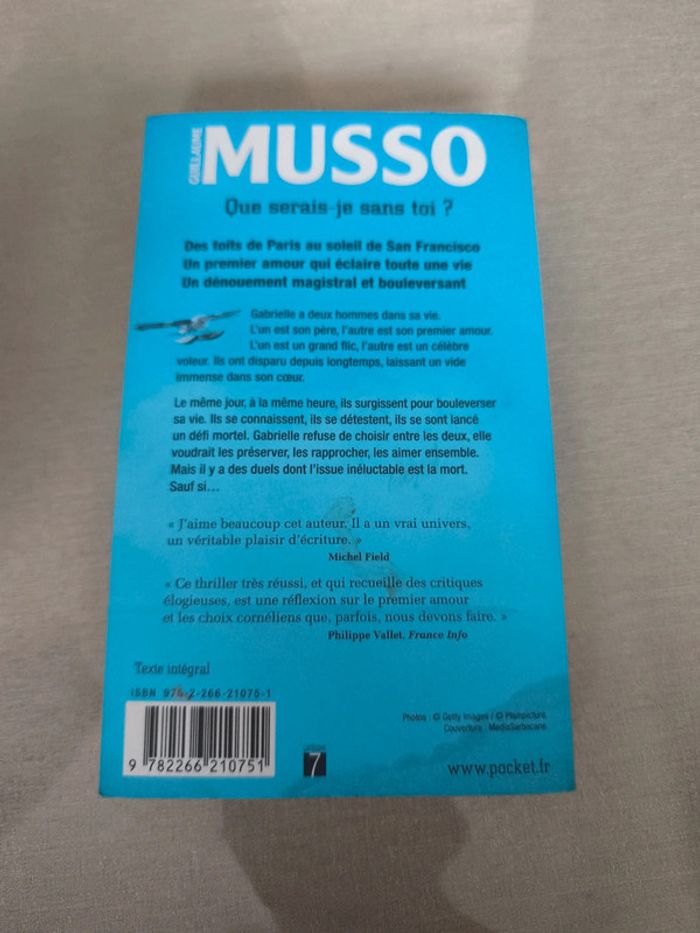 GUILLAUME
MUSSO
Que serais-je sans toi ?
Des toits de Paris au soleil de San Francisco
Un premier amour qui éclaire toute une vie
Un dénouement magistral et bouleversant
Gabrielle a deux hommes dans sa vie.
L'un est son père, l'autre est son premier amour.
L'un est un grand flic, l'autre est un célèbre
voleur. Ils ont disparu depuis longtemps, laissant un vide
immense dans son cœur.
Le même jour, à la même heure, ils surgissent pour bouleverser
sa vie. Ils se connaissent, ils se détestent, ils se sont lancé
un défi mortel. Gabrielle refuse de choisir entre les deux, elle
voudrait les préserver, les rapprocher, les aimer ensemble.
Mais il y a des duels dont l'issue inéluctable est la mort.
Sauf si...
« J'aime beaucoup cet auteur. Il a un vrai univers,
un véritable plaisir d'écriture. »
Michel Field
« Ce thriller très réussi, et qui recueille des critiques
élogieuses, est une réflexion sur le premier amour
et les choix cornéliens que, parfois, nous devons faire. »
Philippe Vallet, France Info
Texte intégral
ISBN 978-2-266-21075-1
Photos : © Getty Images / © Plainpicture.
Couverture : MediaSarbacane.
9 782266 210751
7
www.pocket.fr